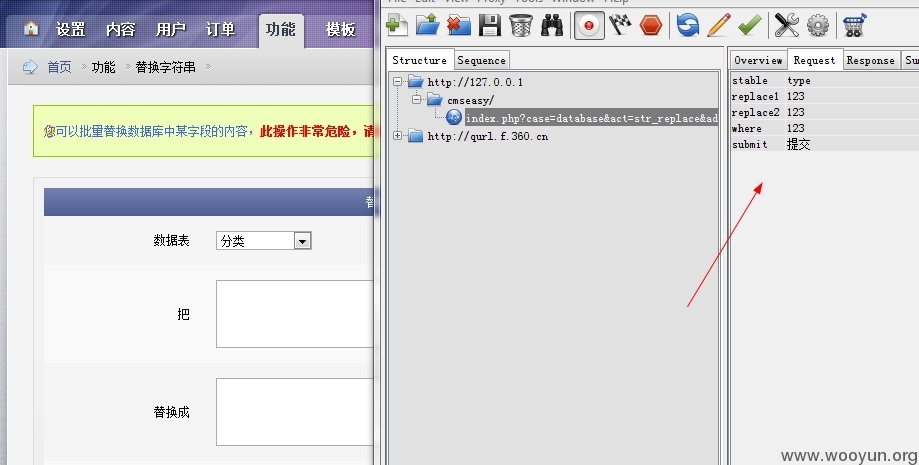 File Edit View Proxy Tools Window Help
设置 内容 用户 订单 功能 模板
首页 > 功能 > 替换字符串 >
您可以批量替换数据库中某字段的内容，此操作非常危险，请
替
数据表 分类
把
替换成
Structure Sequence
http://127.0.0.1
cmseasy/
index.php?case=database&act=str_replace&ad
http://qurl.f.360.cn
Overview Request Response Su
stable type
replace1 123
replace2 123
where 123
submit 提交
www.wooyun.org